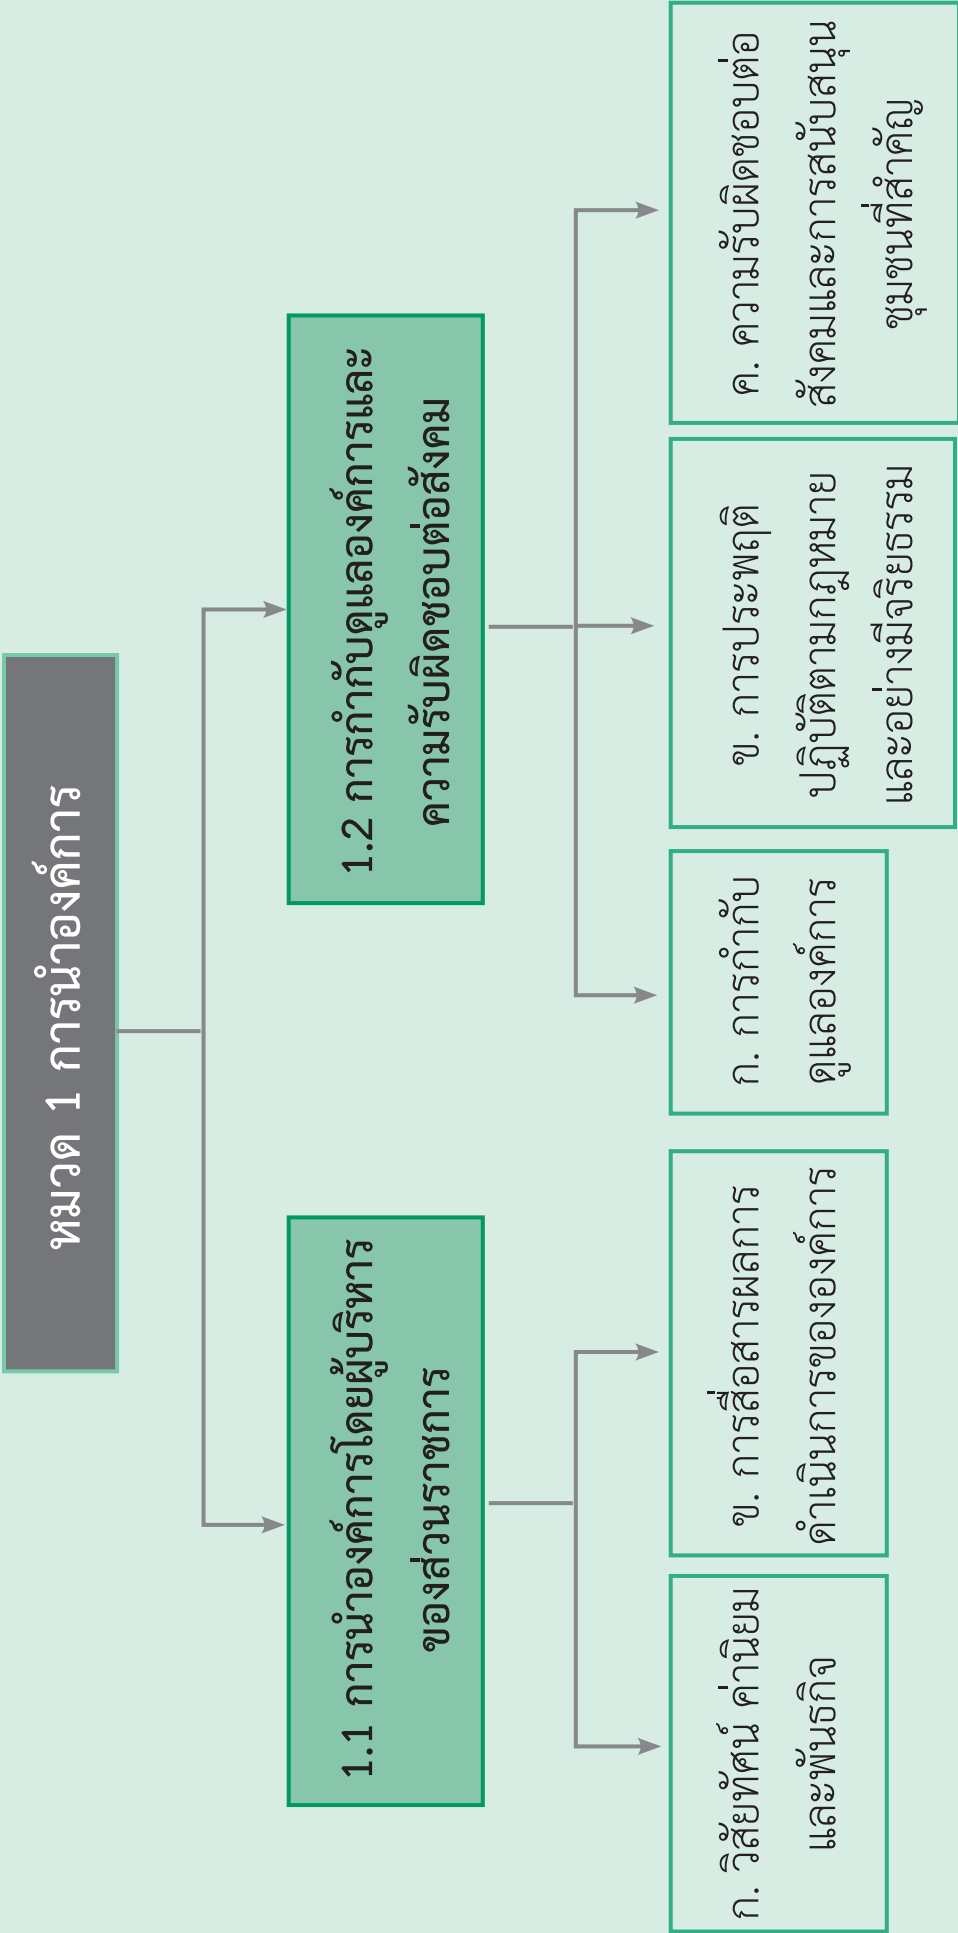 หมวด 1 การนำองค์การ
1.1 การนำองค์การโดยผู้บริหาร
ของส่วนราชการ
1.2 การกำกับดูแลองค์การและ
ความรับผิดชอบต่อสังคม
ก. วิสัยทัศน์ ค่านิยม
และพันธกิจ
ข. การสื่อสารผลการ
ดำเนินการขององค์การ
ก. การกำกับ
ดูแลองค์การ
ข. การประพฤติ
ปฏิบัติตามกฎหมาย
และอย่างมีจริยธรรม
ค. ความรับผิดชอบต่อ
สังคมและการสนับสนุน
ชุมชนที่สำคัญ